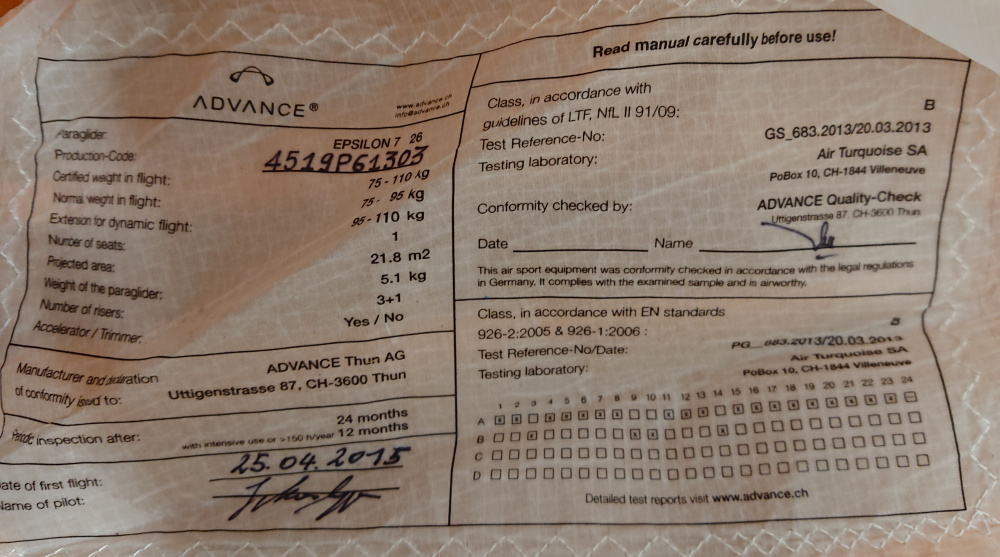 ADVANCE®
www.advance.ch
info@advance.ch
Paraglider: EPSILON 7 26
Production-Code: 4519P61303
Certified weight in flight: 75 - 110 kg
Normal weight in flight: 75 - 95 kg
Extension for dynamic flight: 95 - 110 kg
Number of seats: 1
Projected area: 21.8 m2
Weight of the paraglider: 5.1 kg
Number of risers: 3+1
Accelerator / Trimmer: Yes / No
Manufacturer and declaration
of conformity issued to:
ADVANCE Thun AG
Uttigenstrasse 87, CH-3600 Thun
Periodic inspection after: 24 months
with intensive use or >150 h/year 12 months
ate of first flight: 25.04.2015
Name of pilot:
Read manual carefully before use!
Class, in accordance with
guidelines of LTF, NfL II 91/09: B
Test Reference-No: GS_683.2013/20.03.2013
Testing laboratory: Air Turquoise SA
PoBox 10, CH-1844 Villeneuve
Conformity checked by: ADVANCE Quality-Check
Uttigenstrasse 87, CH-3600 Thun
Date Name
This air sport equipment was conformity checked in accordance with the legal regulations
in Germany. It complies with the examined sample and is airworthy.
Class, in accordance with EN standards
926-2:2005 & 926-1:2006 : B
Test Reference-No/Date: PG_683.2013/20.03.2013
Testing laboratory: Air Turquoise SA
PoBox 10, CH-1844 Villeneuve
1 2 3 4 5 6 7 8 9 10 11 12 13 14 15 16 17 18 19 20 21 22 23 24
A
B
C
D
Detailed test reports visit www.advance.ch